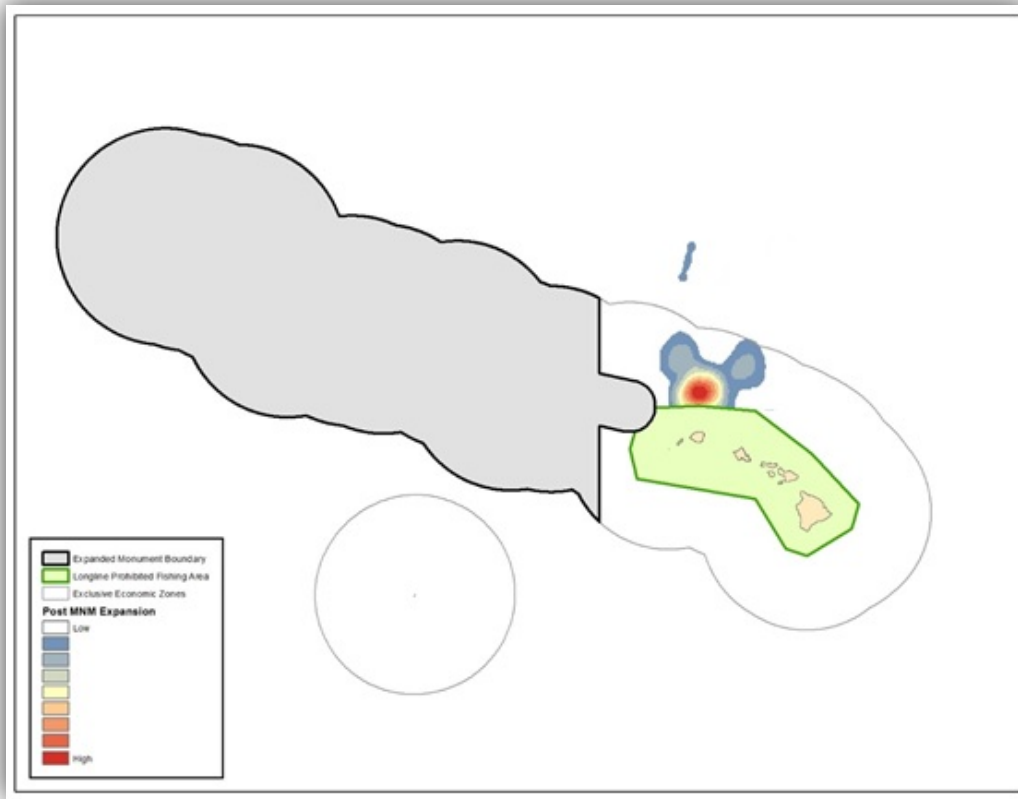 Expanded Monument Boundary
Longline Prohibited Fishing Area
Exclusive Economic Zones
Post MNM Expansion
Low
High